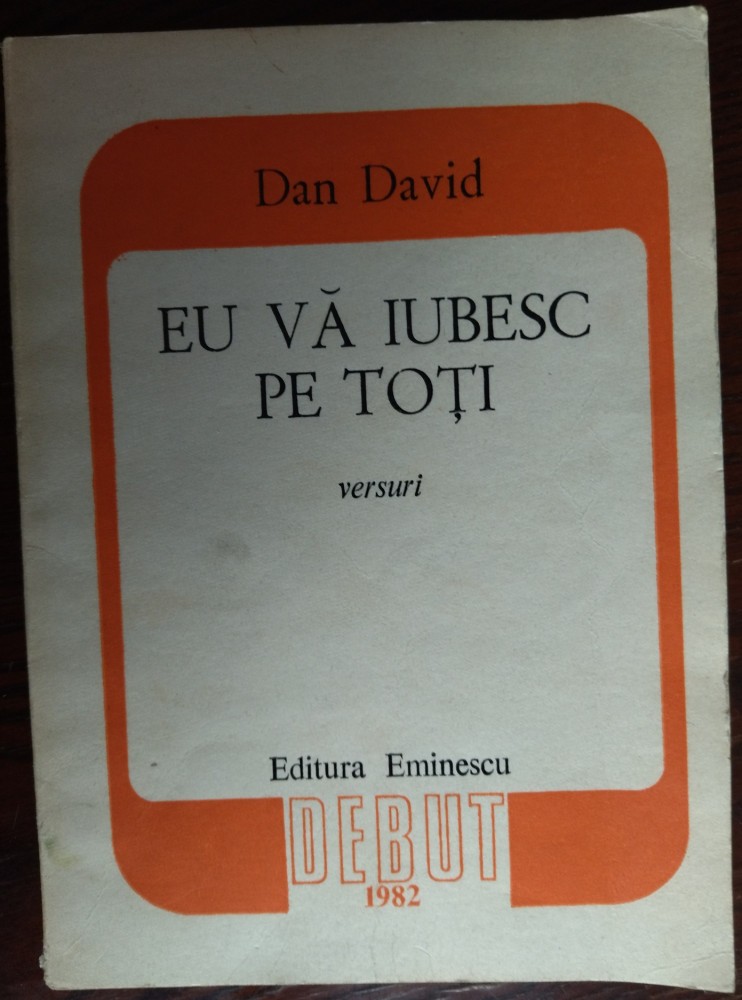 Dan David
EU VĂ IUBESC
PE TOȚI
versuri
Editura Eminescu
DEBUT
1982